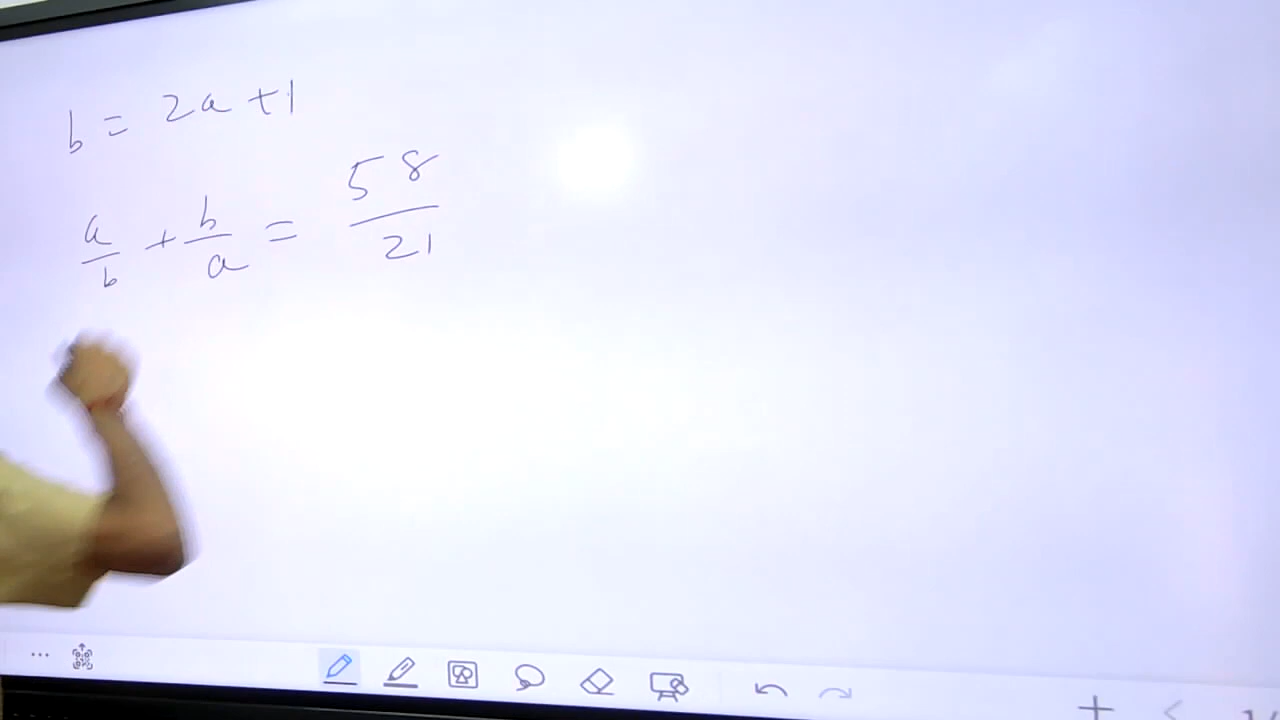 b = 2a + 1
a/b + b/a = 58/21